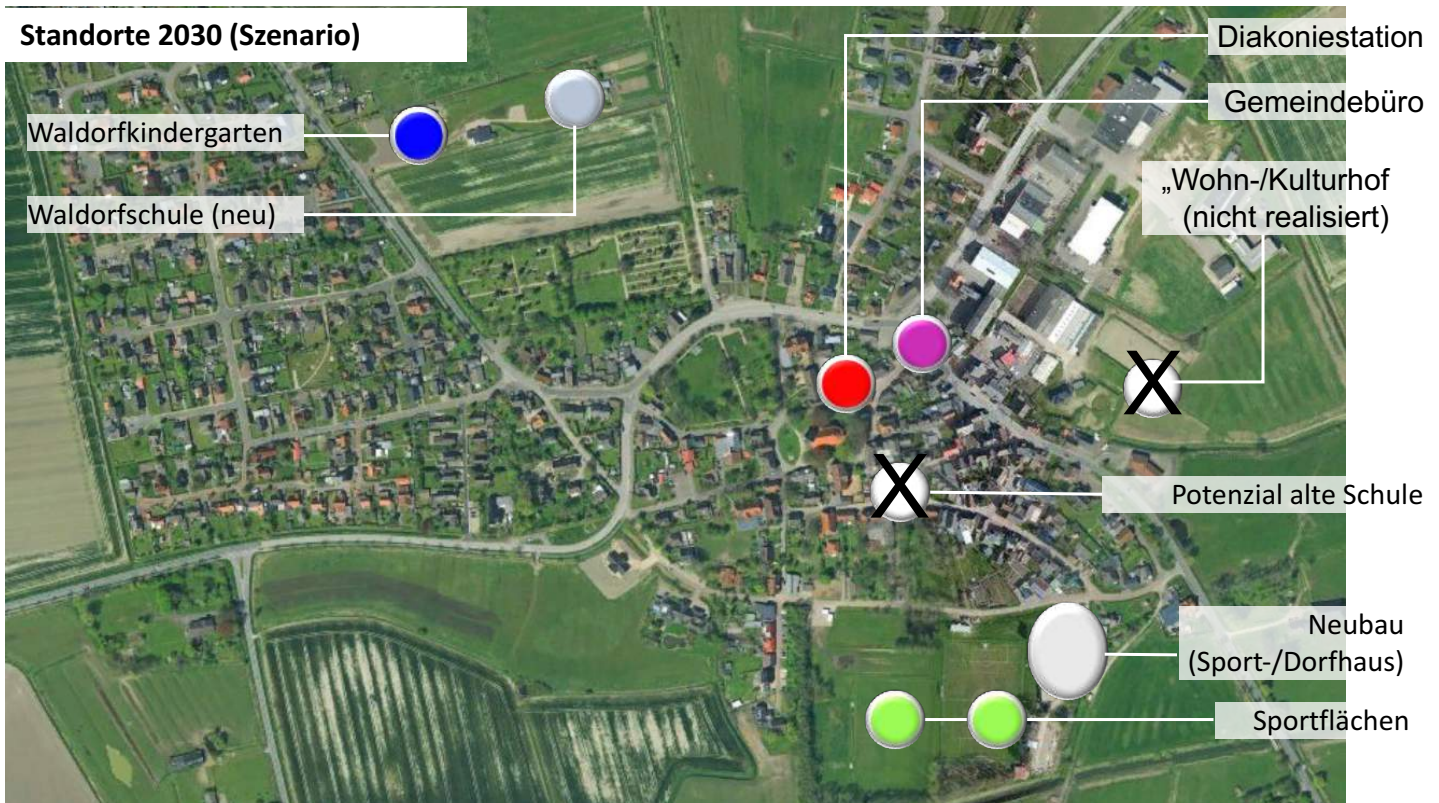 Standorte 2030 (Szenario)
Diakoniestation
Gemeindebüro
Waldorfkindergarten
„Wohn-/Kulturhof
(nicht realisiert)
Waldorfschule (neu)
X
X
Potenzial alte Schule
Neubau
(Sport-/Dorfhaus)
Sportflächen